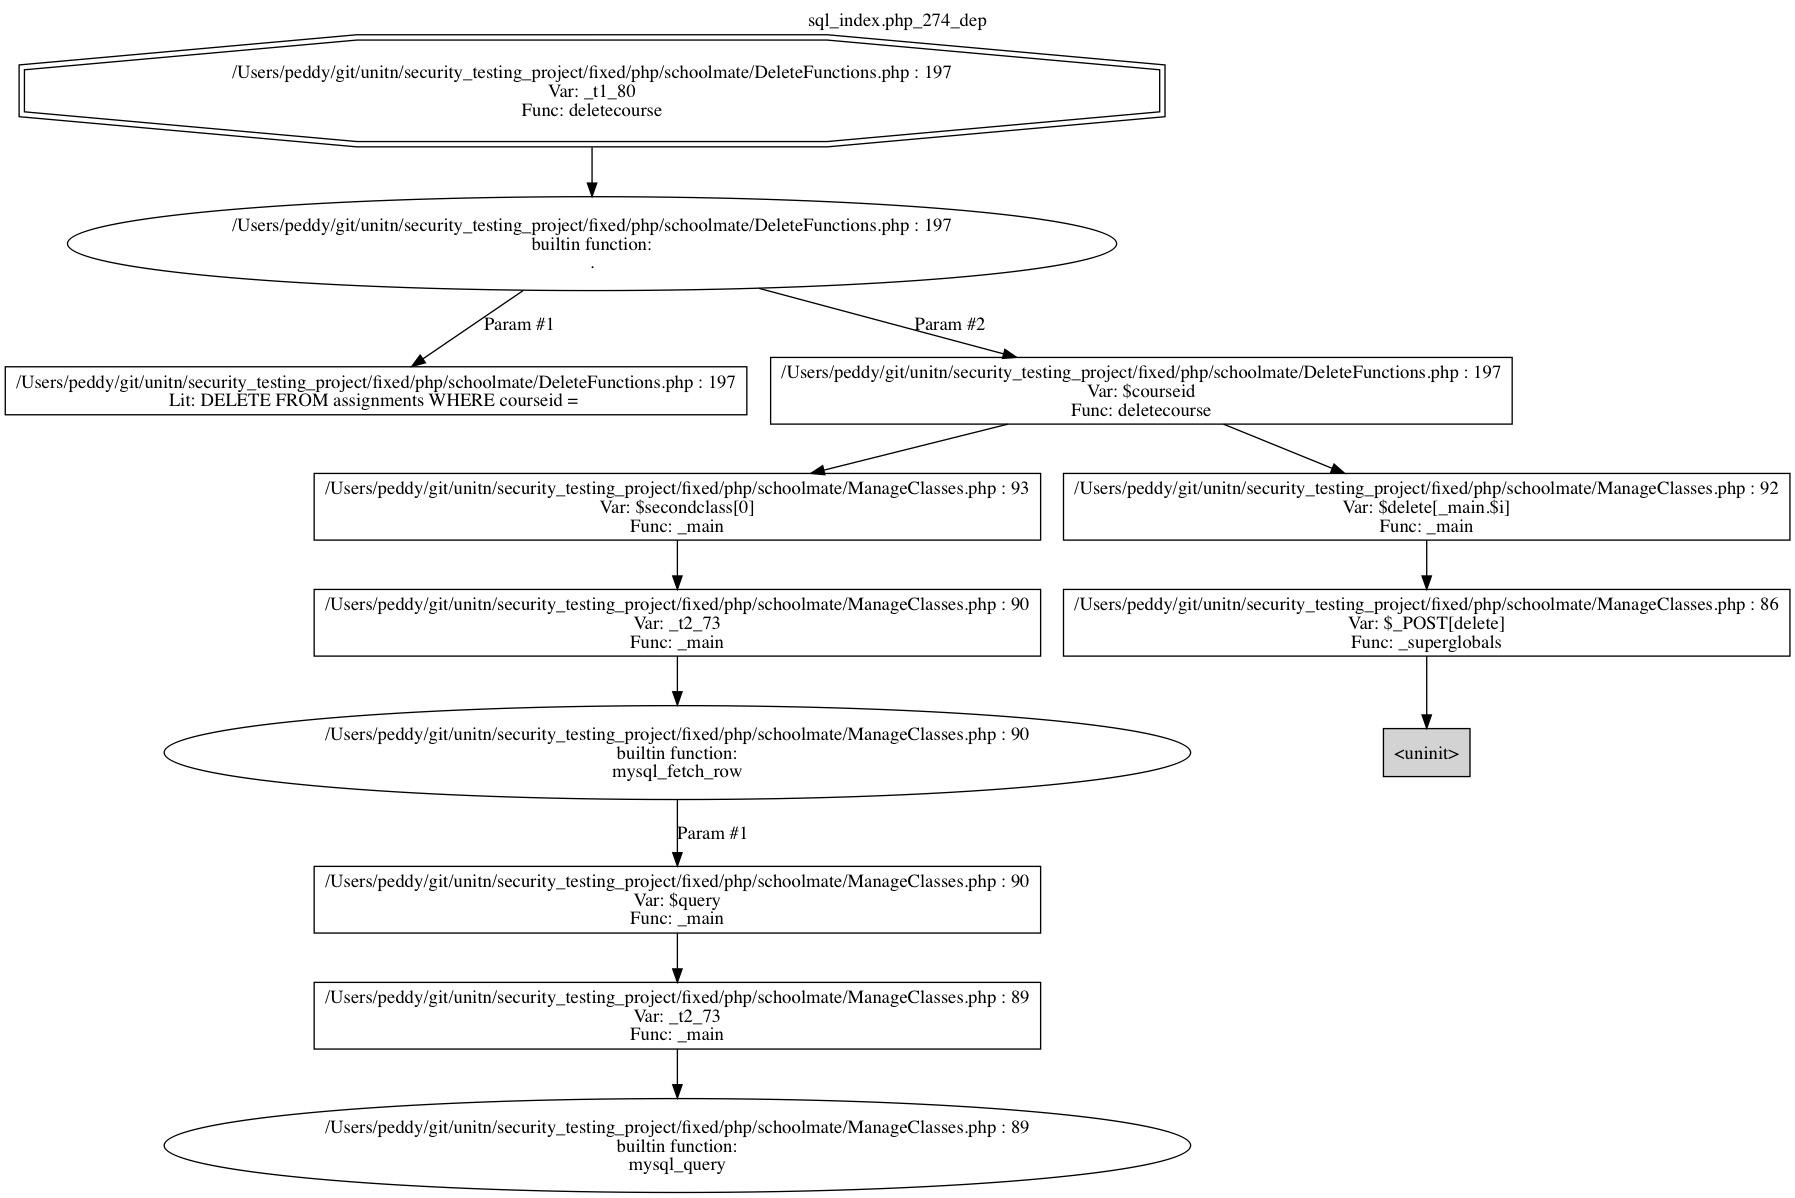 sql_index.php_274_dep
/Users/peddy/git/unitn/security_testing_project/fixed/php/schoolmate/DeleteFunctions.php : 197
Var: _t1_80
Func: deletecourse
/Users/peddy/git/unitn/security_testing_project/fixed/php/schoolmate/DeleteFunctions.php : 197
builtin function:
.
Param #1
Param #2
/Users/peddy/git/unitn/security_testing_project/fixed/php/schoolmate/DeleteFunctions.php : 197
Lit: DELETE FROM assignments WHERE courseid =
/Users/peddy/git/unitn/security_testing_project/fixed/php/schoolmate/DeleteFunctions.php : 197
Var: $courseid
Func: deletecourse
/Users/peddy/git/unitn/security_testing_project/fixed/php/schoolmate/ManageClasses.php : 93
Var: $secondclass[0]
Func: _main
/Users/peddy/git/unitn/security_testing_project/fixed/php/schoolmate/ManageClasses.php : 92
Var: $delete[_main.$i]
Func: _main
/Users/peddy/git/unitn/security_testing_project/fixed/php/schoolmate/ManageClasses.php : 90
Var: _t2_73
Func: _main
/Users/peddy/git/unitn/security_testing_project/fixed/php/schoolmate/ManageClasses.php : 86
Var: $_POST[delete]
Func: _superglobals
/Users/peddy/git/unitn/security_testing_project/fixed/php/schoolmate/ManageClasses.php : 90
builtin function:
mysql_fetch_row
<uninit>
Param #1
/Users/peddy/git/unitn/security_testing_project/fixed/php/schoolmate/ManageClasses.php : 90
Var: $query
Func: _main
/Users/peddy/git/unitn/security_testing_project/fixed/php/schoolmate/ManageClasses.php : 89
Var: _t2_73
Func: _main
/Users/peddy/git/unitn/security_testing_project/fixed/php/schoolmate/ManageClasses.php : 89
builtin function:
mysql_query